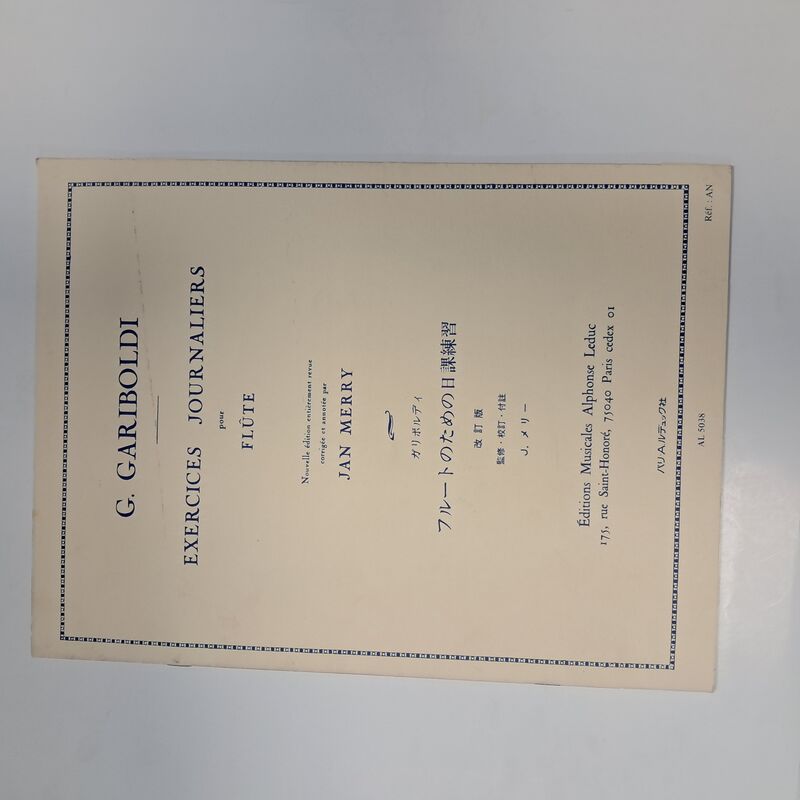 G. GARIBOLDI
EXERCICES JOURNALIERS
pour
FLÛTE
Nouvelle édition entièrement revue
corrigée et annotée par
JAN MERRY
ガリボルディ
フルートのための日課練習
改訂版
監修・校訂・付註
J. メリー
Éditions Musicales Alphonse Leduc
175, rue Saint-Honoré, 75040 Paris cedex 01
パリ A.ルデュック社
AL 5038
Réf. : AN